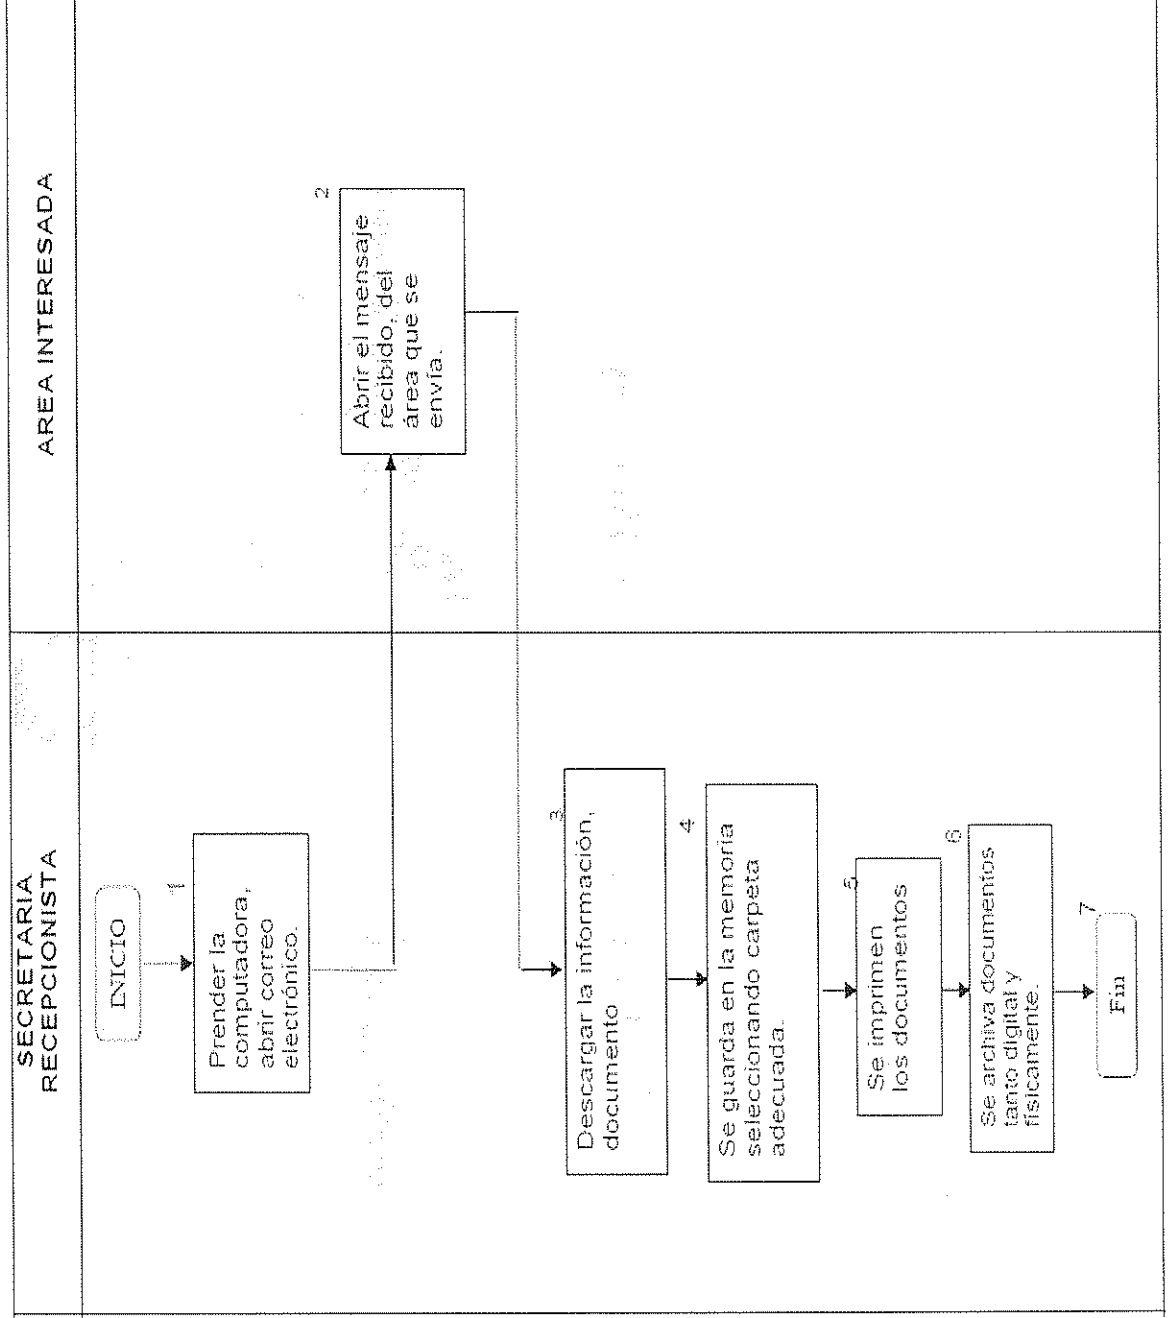 SECRETARIA
RECEPCIONISTA
AREA INTERESADA
INICIO
1
Prender la
computadora,
abrir correo
electrónico.
2
Abrir el mensaje
recibido, del
área que se
envía.
3
Descargar la información,
documento
4
Se guarda en la memoria
seleccionando carpeta
adecuada.
5
Se imprimen
los documentos
6
Se archiva documentos
tanto digital y
físicamente.
7
Fin